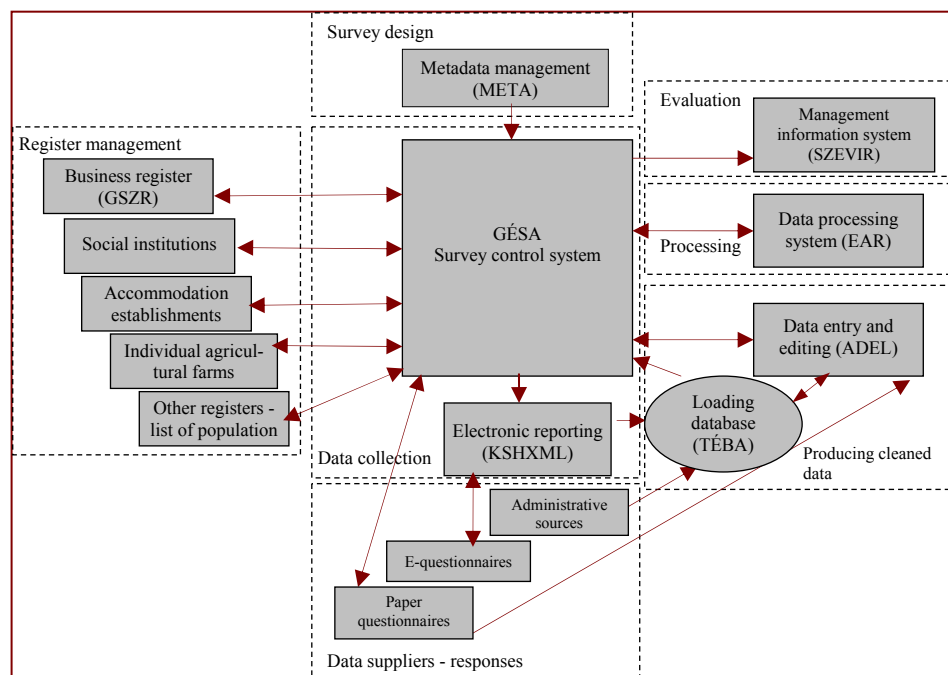 Survey design
Metadata management
(META)
Evaluation
Management
information system
(SZEVIR)
Register management
Business register
(GSZR)
Social institutions
Accommodation
establishments
Individual agricul-
tural farms
Other registers -
list of population
GÉSA
Survey control system
Processing
Data processing
system (EAR)
Data entry and
editing (ADEL)
Loading
database
(TÉBA)
Producing cleaned
data
Electronic reporting
(KSHXML)
Data collection
Administrative
sources
E-questionnaires
Paper
questionnaires
Data suppliers - responses